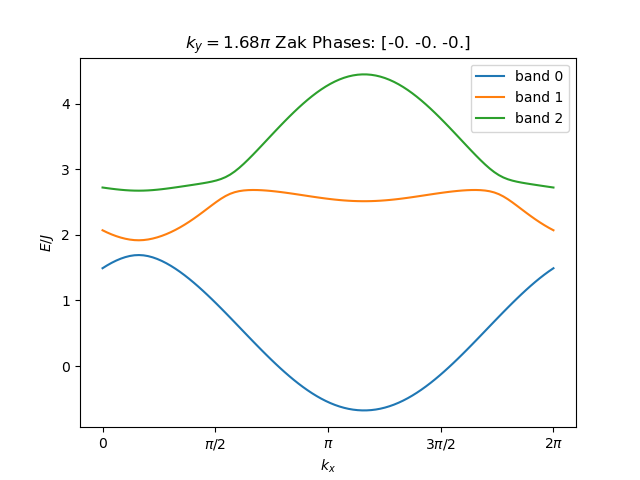 $k_y = 1.68\pi$ Zak Phases: [-0. -0. -0.]
band 0
band 1
band 2
4
3
2
1
0
E/J
0
π/2
π
3π/2
2π
$k_x$